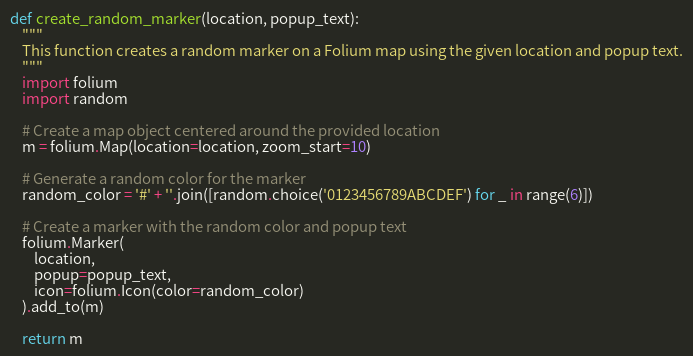 def create_random_marker(location, popup_text):
    """
    This function creates a random marker on a Folium map using the given location and popup text.
    """
    import folium
    import random

    # Create a map object centered around the provided location
    m = folium.Map(location=location, zoom_start=10)

    # Generate a random color for the marker
    random_color = '#' + ''.join([random.choice('0123456789ABCDEF') for _ in range(6)])

    # Create a marker with the random color and popup text
    folium.Marker(
        location,
        popup=popup_text,
        icon=folium.Icon(color=random_color)
    ).add_to(m)

    return m